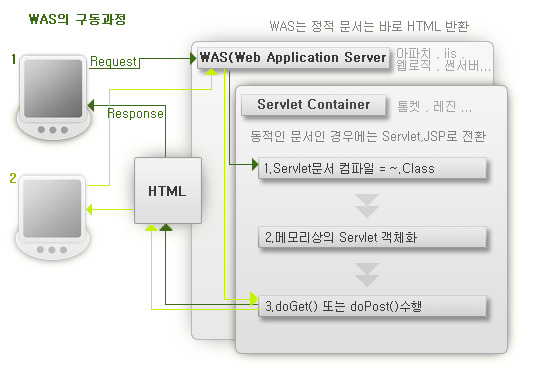 WAS의 구동과정
WAS는 정적 문서는 바로 HTML 반환
1
Request
WAS(Web Application Server
아파치 , iis ,
웹로직 , 썬서버...
Response
Servlet Container
톰켓 , 레진 ...
동적인 문서인 경우에는 Servlet,JSP로 전환
1.Servlet문서 컴파일 = ~.Class
2
HTML
2.메모리상의 Servlet 객체화
3.doGet() 또는 doPost()수행